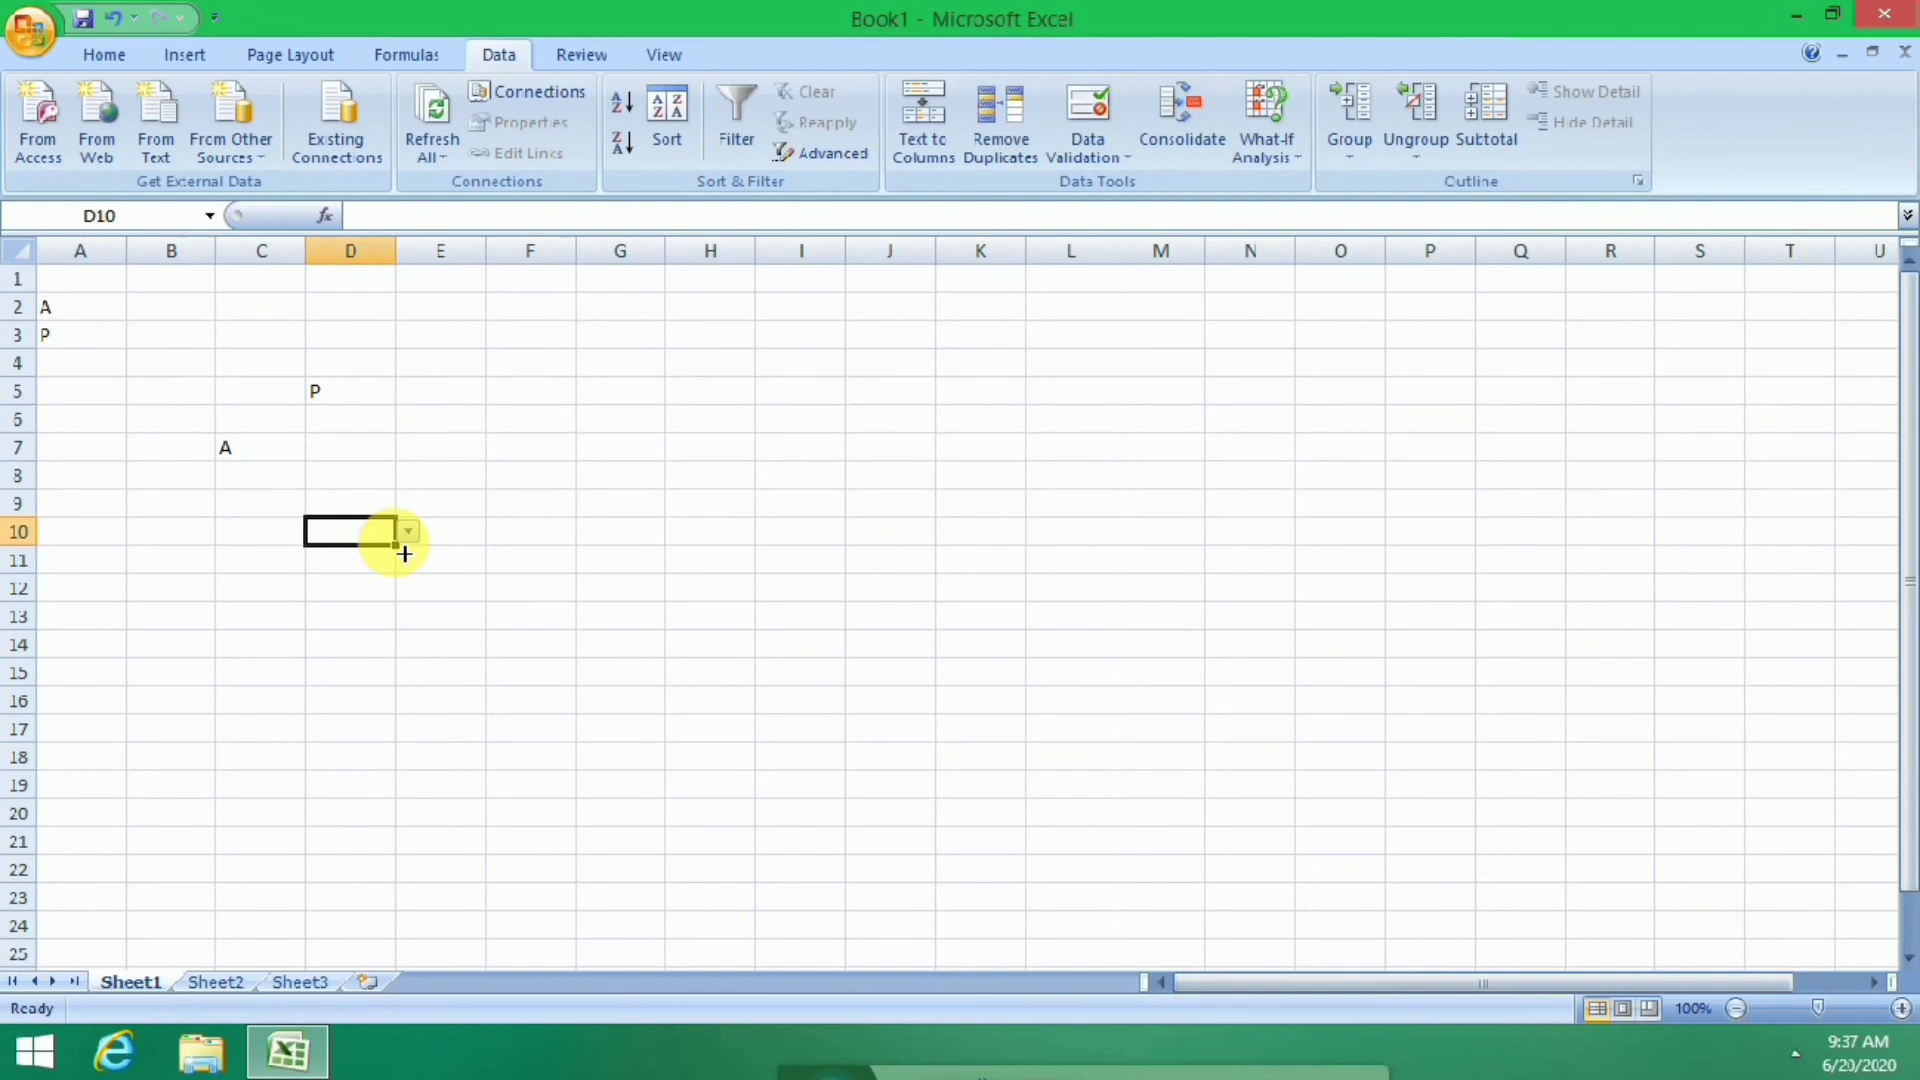 Book1 - Microsoft Excel
Home Insert Page Layout Formulas Data Review View
From Access
From Web
From Text
From Other Sources
Existing Connections
Get External Data
Refresh All
Connections
Properties
Edit Links
Connections
Sort
Filter
Clear
Reapply
Advanced
Sort & Filter
Text to Columns
Remove Duplicates
Data Validation
Consolidate
What-If Analysis
Data Tools
Group
Ungroup
Subtotal
Show Detail
Hide Detail
Outline
D10 fx
A B C D E F G H I J K L M N O P Q R S T U
1
2 A
3 P
4
5 P
6
7 A
8
9
10
11
12
13
14
15
16
17
18
19
20
21
22
23
24
25
Sheet1 Sheet2 Sheet3
Ready 100%
9:37 AM
6/20/2020